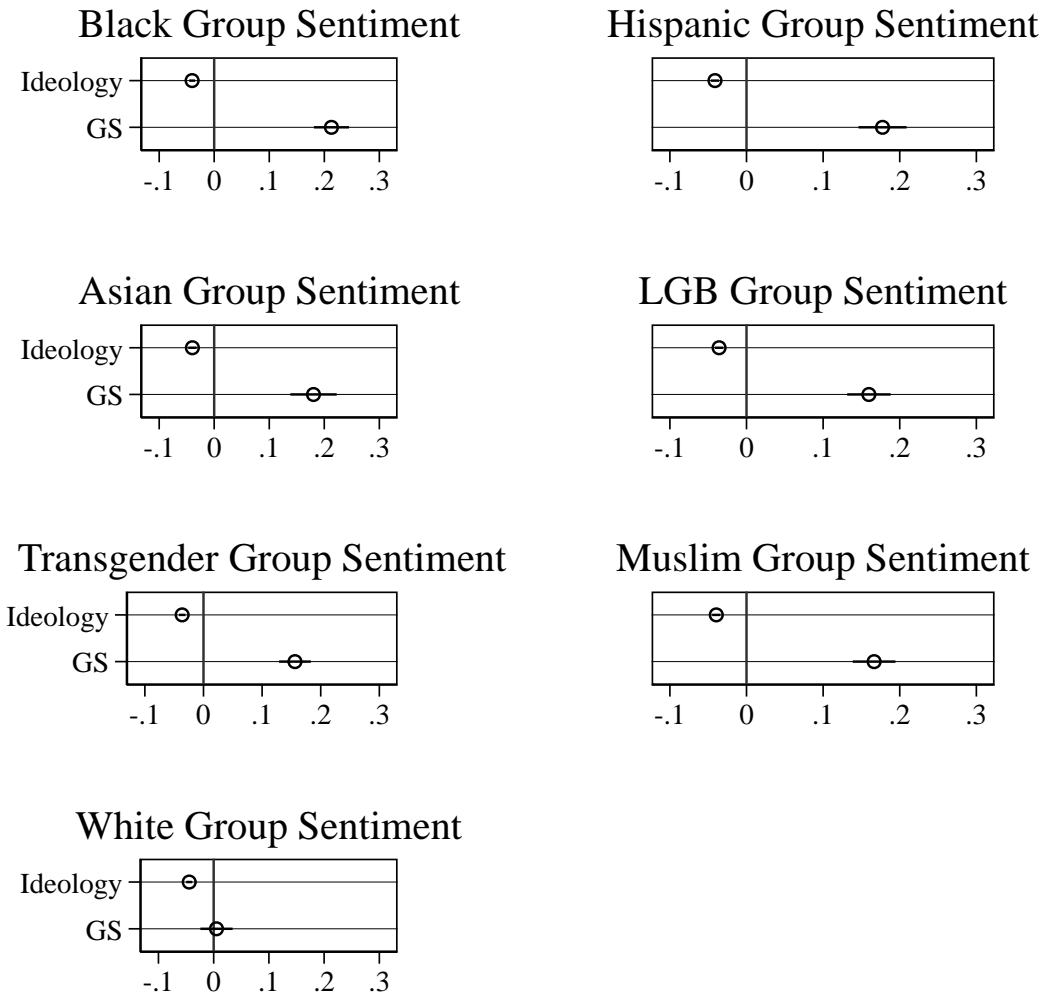 Black Group Sentiment
Ideology
GS
-.1 0 .1 .2 .3
Hispanic Group Sentiment
-.1 0 .1 .2 .3
Asian Group Sentiment
Ideology
GS
-.1 0 .1 .2 .3
LGB Group Sentiment
-.1 0 .1 .2 .3
Transgender Group Sentiment
Ideology
GS
-.1 0 .1 .2 .3
Muslim Group Sentiment
-.1 0 .1 .2 .3
White Group Sentiment
Ideology
GS
-.1 0 .1 .2 .3